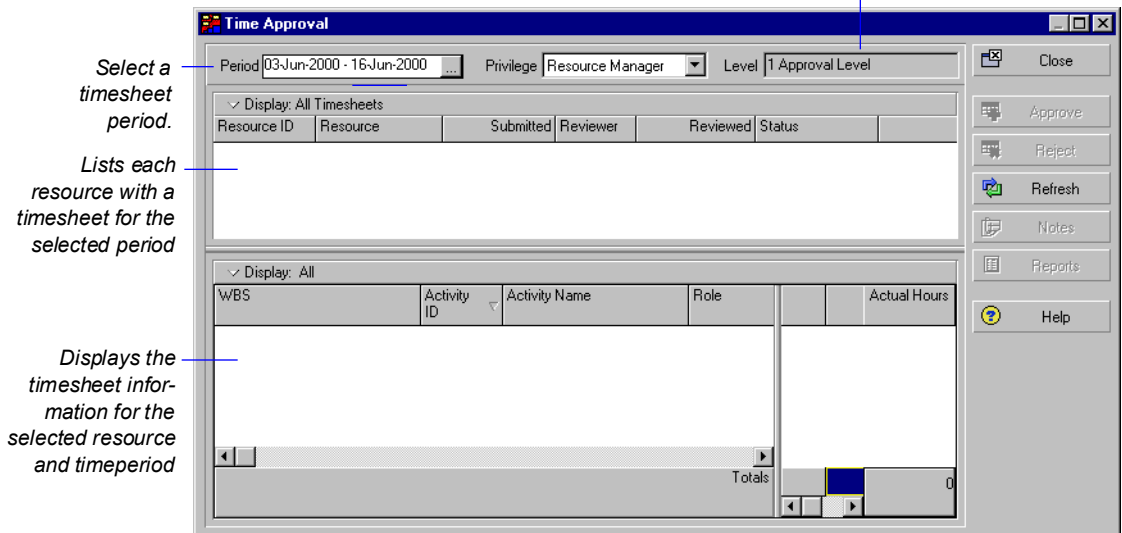 Time Approval
Select a
timesheet
period.
Period 03-Jun-2000 - 16-Jun-2000 ... Privilege Resource Manager Level 1 Approval Level
Display: All Timesheets
Resource ID Resource Submitted Reviewer Reviewed Status
Lists each
resource with a
timesheet for the
selected period
Display: All
WBS Activity ID Activity Name Role Actual Hours
Displays the
timesheet infor-
mation for the
selected resource
and timeperiod
Totals 0
Close
Approve
Reject
Refresh
Notes
Reports
Help